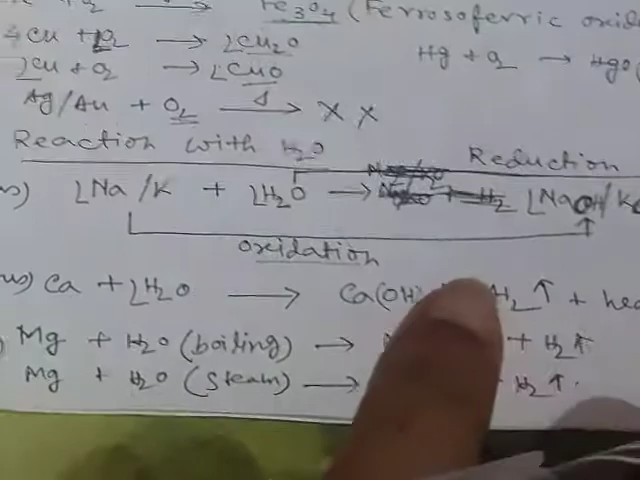 + O2 ⟶ Fe3O4 (Ferrosoferric oxid
4Cu + O2 ⟶ 2Cu2O Hg + O2 → HgO
2Cu + O2 → 2CuO
Ag/Au + O2 —Δ→ X X
Reaction with H2O
Reduction
2Na/K + 2H2O ⟶ 2NaOH/K
oxidation
Ca + 2H2O ⟶ Ca(OH) H2↑ + hea
Mg + H2O (boiling) → + H2↑
Mg + H2O (Steam) ⟶ H2↑.